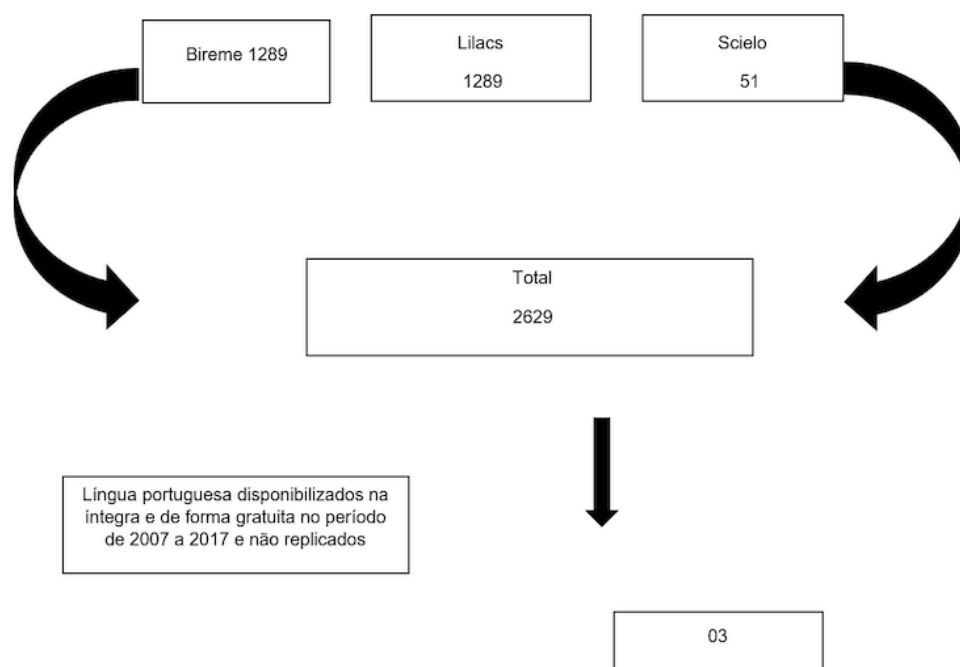 Bireme 1289
Lilacs
1289
Scielo
51
Total
2629
Língua portuguesa disponibilizados na
íntegra e de forma gratuita no período
de 2007 a 2017 e não replicados
03